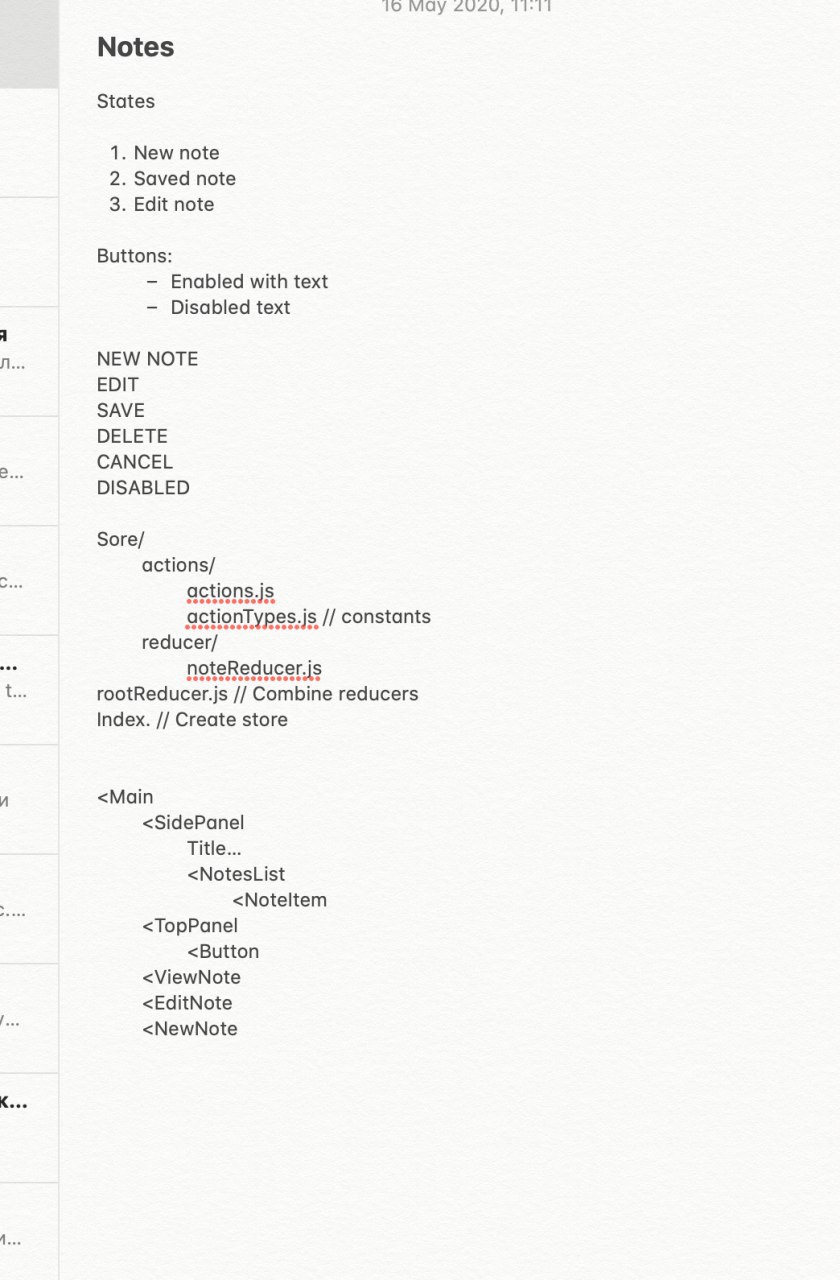 16 May 2020, 11:11
Notes
States
1. New note
2. Saved note
3. Edit note
Buttons:
– Enabled with text
– Disabled text
NEW NOTE
EDIT
SAVE
DELETE
CANCEL
DISABLED
Sore/
actions/
actions.js
actionTypes.js // constants
reducer/
noteReducer.js
rootReducer.js // Combine reducers
Index. // Create store
<Main
<SidePanel
Title...
<NotesList
<NoteItem
<TopPanel
<Button
<ViewNote
<EditNote
<NewNote